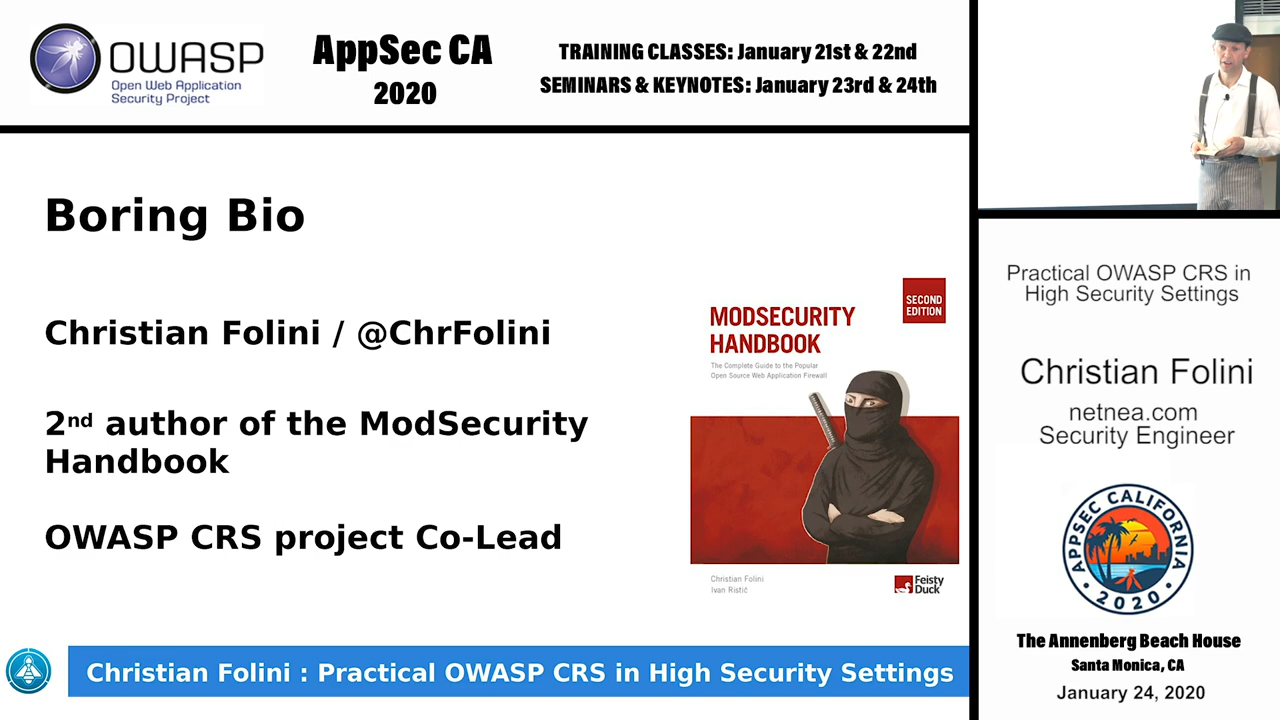 OWASP
Open Web Application
Security Project
AppSec CA
2020
TRAINING CLASSES: January 21st & 22nd
SEMINARS & KEYNOTES: January 23rd & 24th
Boring Bio
Christian Folini / @ChrFolini
2nd author of the ModSecurity
Handbook
OWASP CRS project Co-Lead
SECOND
EDITION
MODSECURITY
HANDBOOK
The Complete Guide to the Popular
Open Source Web Application Firewall
Christian Folini
Ivan Ristić
Feisty
Duck
Christian Folini : Practical OWASP CRS in High Security Settings
Practical OWASP CRS in
High Security Settings
Christian Folini
netnea.com
Security Engineer
APPSEC CALIFORNIA
• 2020 •
The Annenberg Beach House
Santa Monica, CA
January 24, 2020